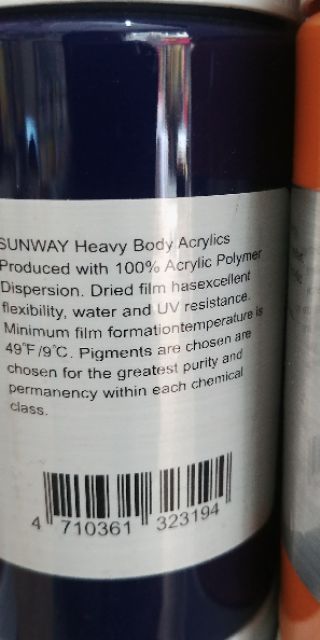 SUNWAY Heavy Body Acrylics
Produced with 100% Acrylic Polymer
Dispersion. Dried film hasexcellent
flexibility, water and UV resistance.
Minimum film formationtemperature is
49℉/9℃. Pigments are chosen are
chosen for the greatest purity and
permanency within each chemical
class.
4 710361 323194